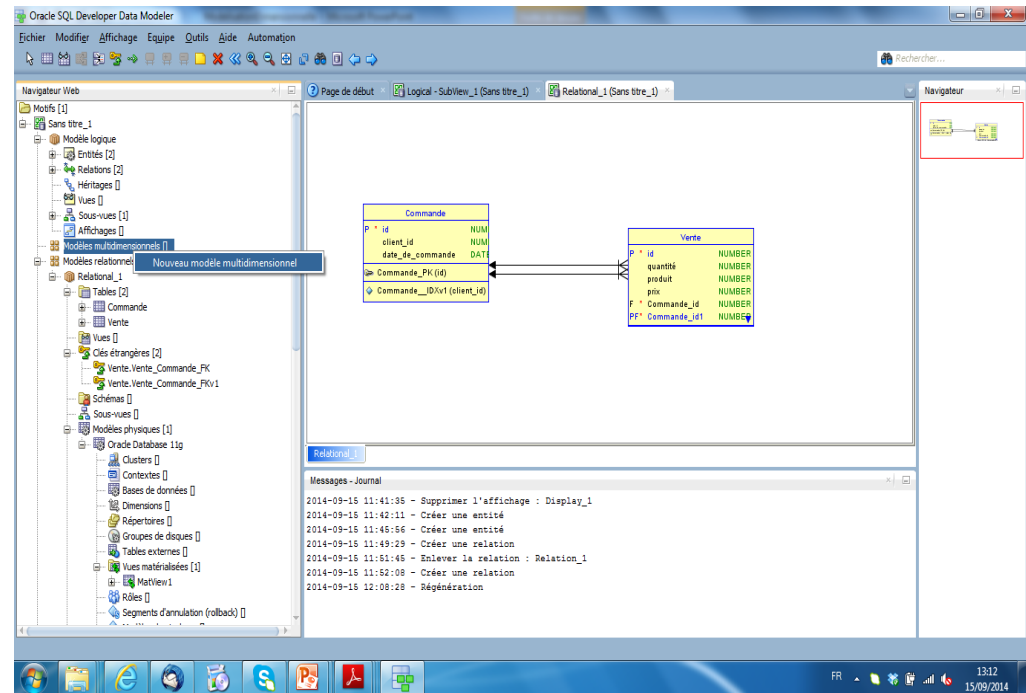 Oracle SQL Developer Data Modeler
Fichier Modifier Affichage Equipe Outils Aide Automation
Rechercher...
Navigateur Web
Page de début
Logical - SubView_1 (Sans titre_1)
Relational_1 (Sans titre_1)
Navigateur
Motifs [1]
Sans titre_1
Modèle logique
Entités [2]
Relations [2]
Héritages []
Vues []
Sous-vues [1]
Affichages []
Modèles multidimensionnels []
Modèles relationnels
Nouveau modèle multidimensionnel
Relational_1
Tables [2]
Commande
Vente
Vues []
Clés étrangères [2]
Vente.Vente_Commande_FK
Vente.Vente_Commande_FKv1
Schémas []
Sous-vues []
Modèles physiques [1]
Oracle Database 11g
Clusters []
Contextes []
Bases de données []
Dimensions []
Répertoires []
Groupes de disques []
Tables externes []
Vues matérialisées [1]
MatView1
Rôles []
Segments d'annulation (rollback) []
Commande
P * id NUM
client_id NUM
date_de_commande DATE
Commande_PK (id)
Commande__IDXv1 (client_id)
Vente
P * id NUMBER
quantité NUMBER
produit NUMBER
prix NUMBER
F * Commande_id NUMBER
PF* Commande_id1 NUMBER
Relational_1
Messages - Journal
2014-09-15 11:41:35 - Supprimer l'affichage : Display_1
2014-09-15 11:42:11 - Créer une entité
2014-09-15 11:45:56 - Créer une entité
2014-09-15 11:49:29 - Créer une relation
2014-09-15 11:51:45 - Enlever la relation : Relation_1
2014-09-15 11:52:08 - Créer une relation
2014-09-15 12:08:28 - Régénération
FR
13:12
15/09/2014